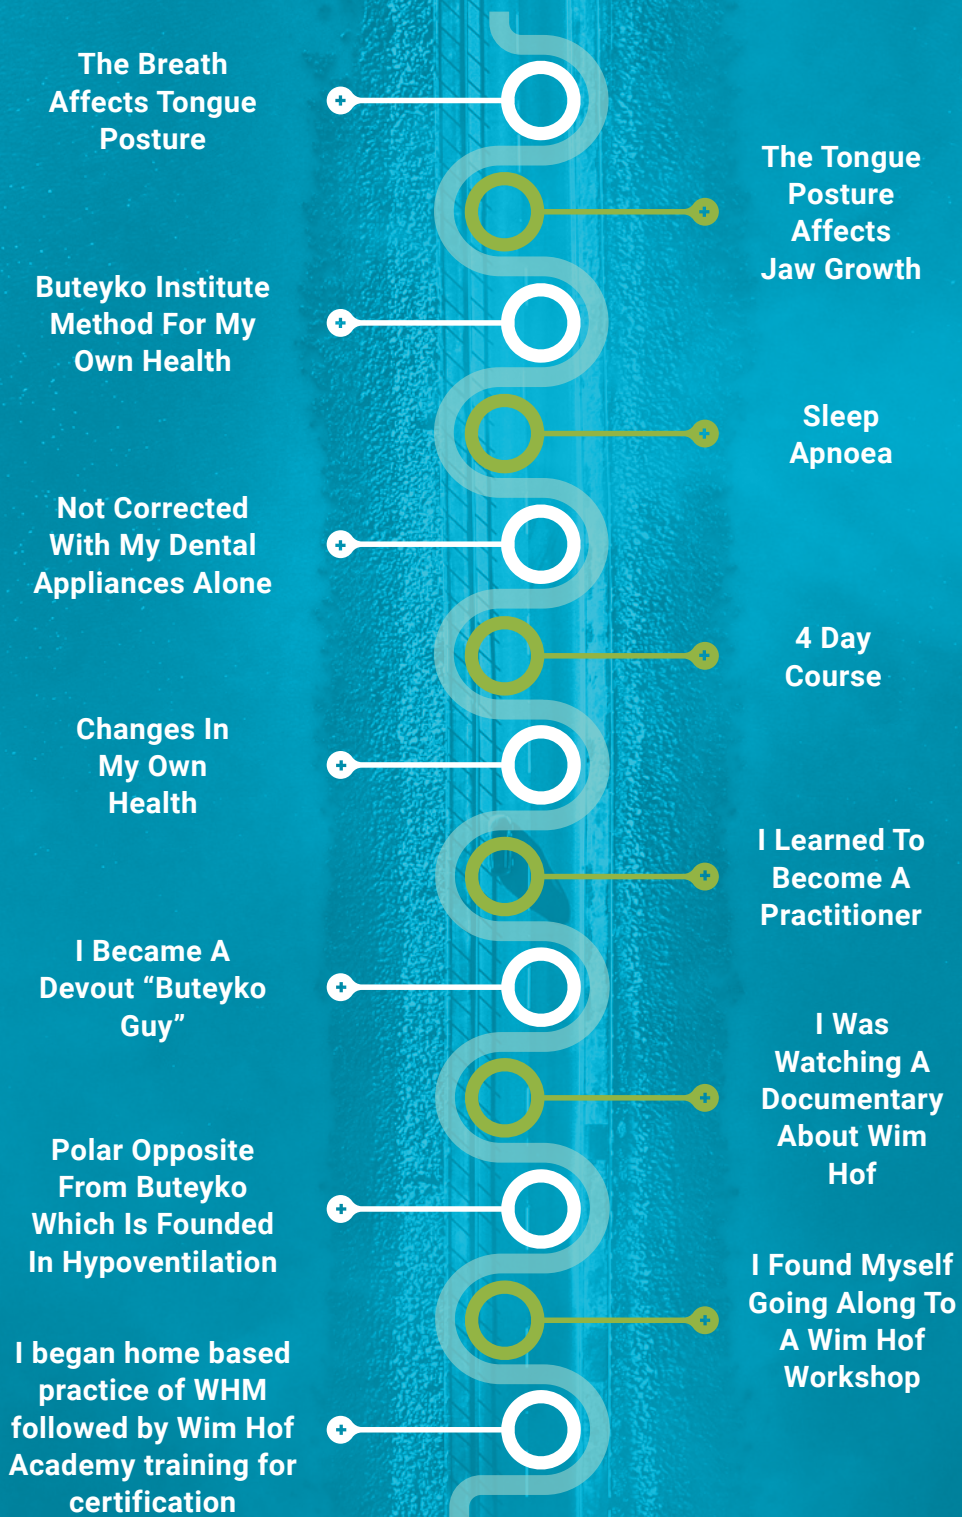 The Breath
Affects Tongue
Posture
The Tongue
Posture
Affects
Jaw Growth
Buteyko Institute
Method For My
Own Health
Sleep
Apnoea
Not Corrected
With My Dental
Appliances Alone
4 Day
Course
Changes In
My Own
Health
I Learned To
Become A
Practitioner
I Became A
Devout “Buteyko
Guy”
I Was
Watching A
Documentary
About Wim
Hof
Polar Opposite
From Buteyko
Which Is Founded
In Hypoventilation
I Found Myself
Going Along To
A Wim Hof
Workshop
I began home based
practice of WHM
followed by Wim Hof
Academy training for
certification